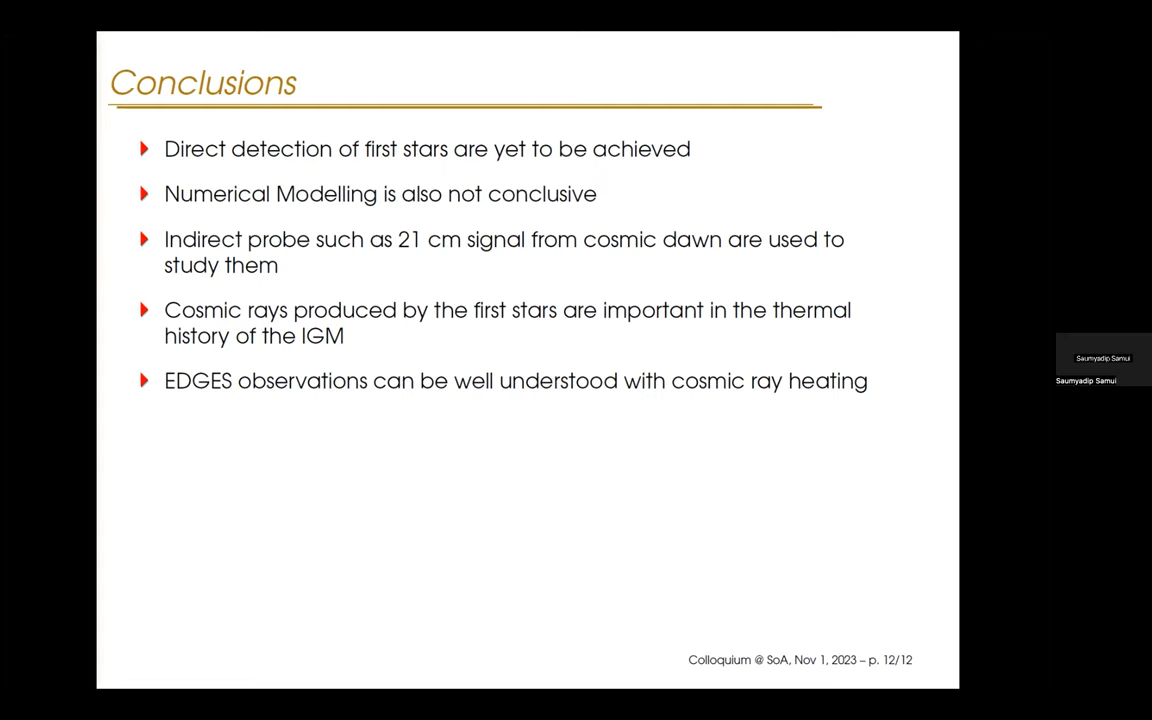 Conclusions
Direct detection of first stars are yet to be achieved
Numerical Modelling is also not conclusive
Indirect probe such as 21 cm signal from cosmic dawn are used to
study them
Cosmic rays produced by the first stars are important in the thermal
history of the IGM
EDGES observations can be well understood with cosmic ray heating
Saumyadip Samui
Saumyadip Samui
Colloquium @ SoA, Nov 1, 2023 – p. 12/12